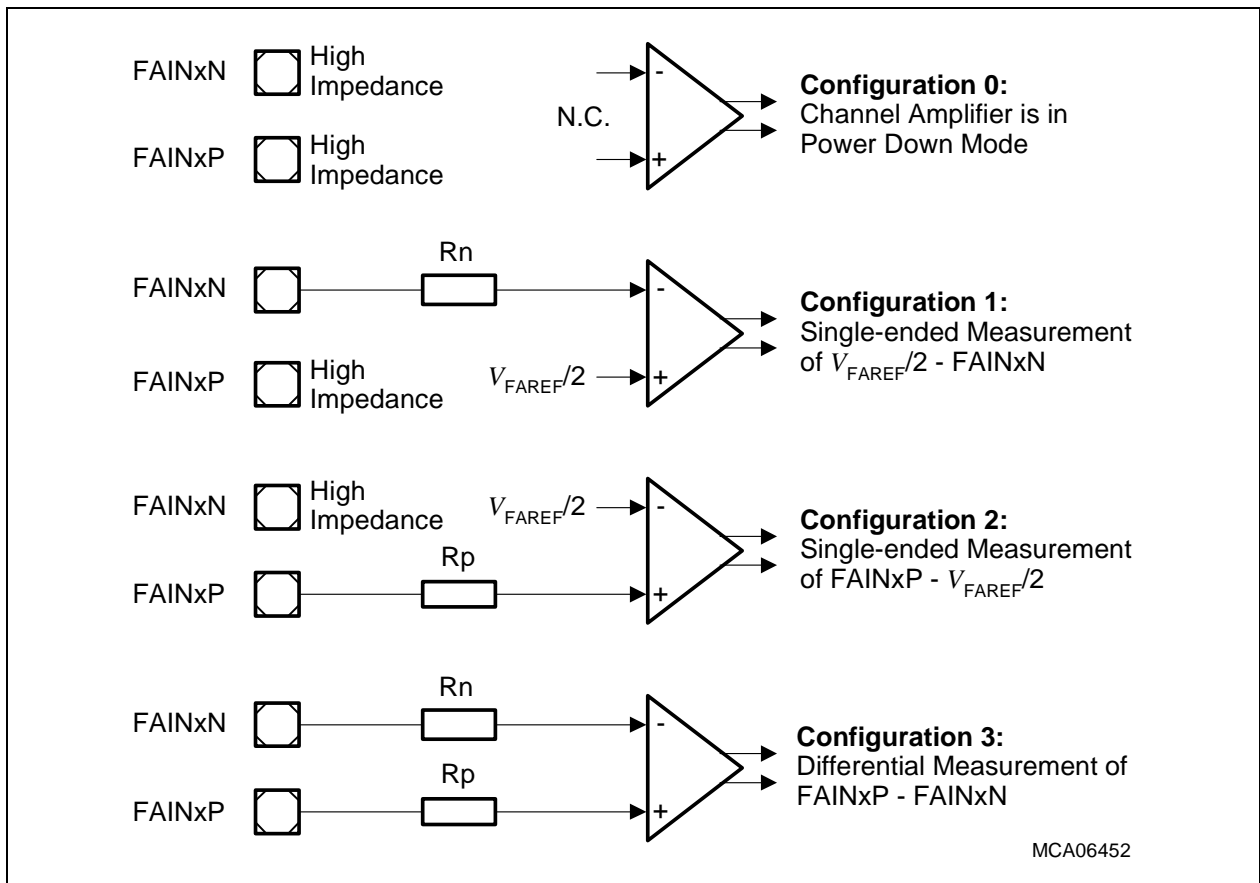 FAINxN
High
Impedance
FAINxP
High
Impedance
N.C.
-
+
Configuration 0:
Channel Amplifier is in
Power Down Mode
FAINxN
Rn
FAINxP
High
Impedance
VFAREF/2
-
+
Configuration 1:
Single-ended Measurement
of VFAREF/2 - FAINxN
FAINxN
High
Impedance
VFAREF/2
FAINxP
Rp
-
+
Configuration 2:
Single-ended Measurement
of FAINxP - VFAREF/2
FAINxN
Rn
FAINxP
Rp
-
+
Configuration 3:
Differential Measurement of
FAINxP - FAINxN
MCA06452